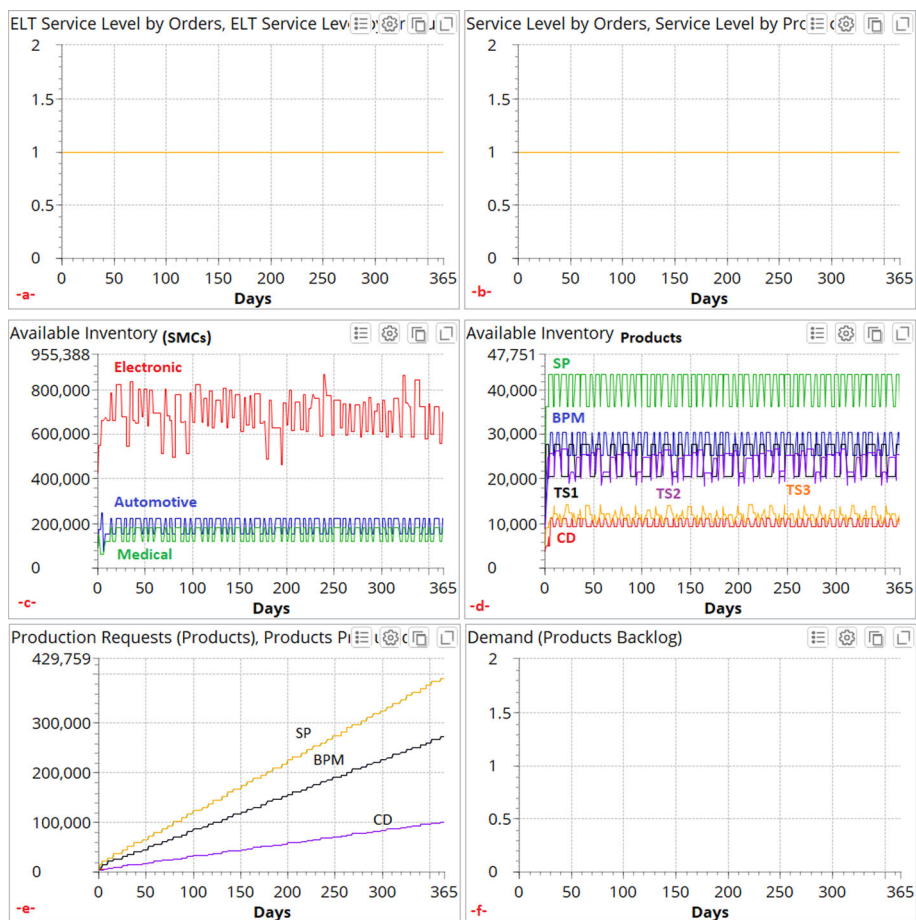 ELT Service Level by Orders, ELT Service Level by
2
1.5
1
0.5
0
0 50 100 150 200 250 300 365
-a- Days
Service Level by Orders, Service Level by
2
1.5
1
0.5
0
0 50 100 150 200 250 300 365
-b- Days
Available Inventory (SMCs)
955,388
Electronic
800,000
600,000
400,000
Automotive
200,000
Medical
0
0 50 100 150 200 250 300 365
-c- Days
Available Inventory Products
47,751
SP
40,000
BPM
30,000
20,000
TS1 TS2 TS3
10,000
CD
0
0 50 100 150 200 250 300 365
-d- Days
Production Requests (Products), Products
429,759
300,000
SP
BPM
200,000
100,000
CD
0
0 50 100 150 200 250 300 365
-e- Days
Demand (Products Backlog)
2
1.5
1
0.5
0
0 50 100 150 200 250 300 365
-f- Days